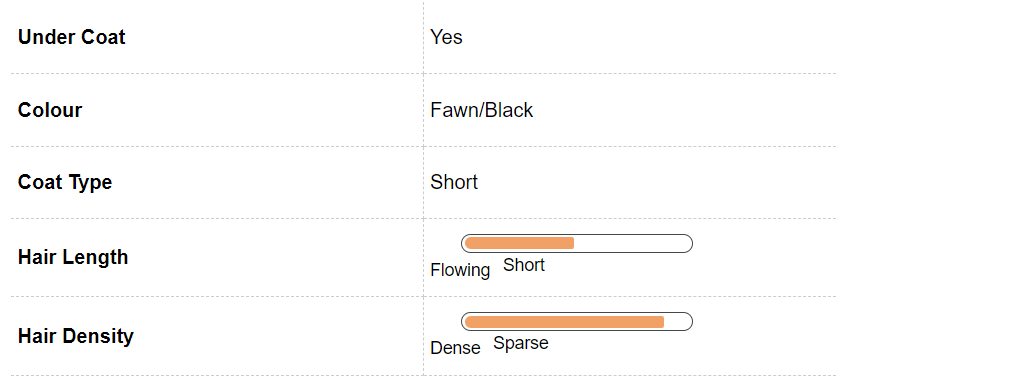 Under Coat Yes
Colour Fawn/Black
Coat Type Short
Hair Length
Flowing Short
Hair Density
Dense Sparse